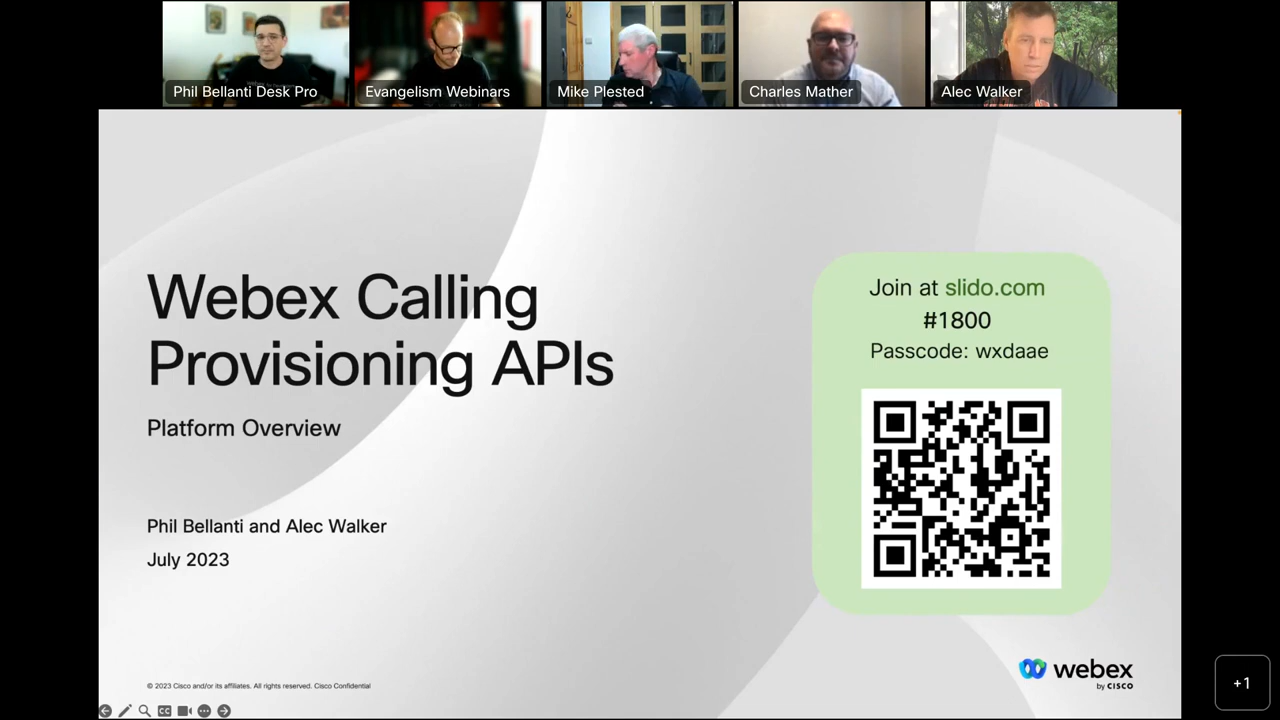 Phil Bellanti Desk Pro
Evangelism Webinars
Mike Plested
Charles Mather
Alec Walker
Webex Calling
Provisioning APIs
Platform Overview
Phil Bellanti and Alec Walker
July 2023
Join at slido.com
#1800
Passcode: wxdaae
© 2023 Cisco and/or its affiliates. All rights reserved. Cisco Confidential
webex
by CISCO
CC
+1